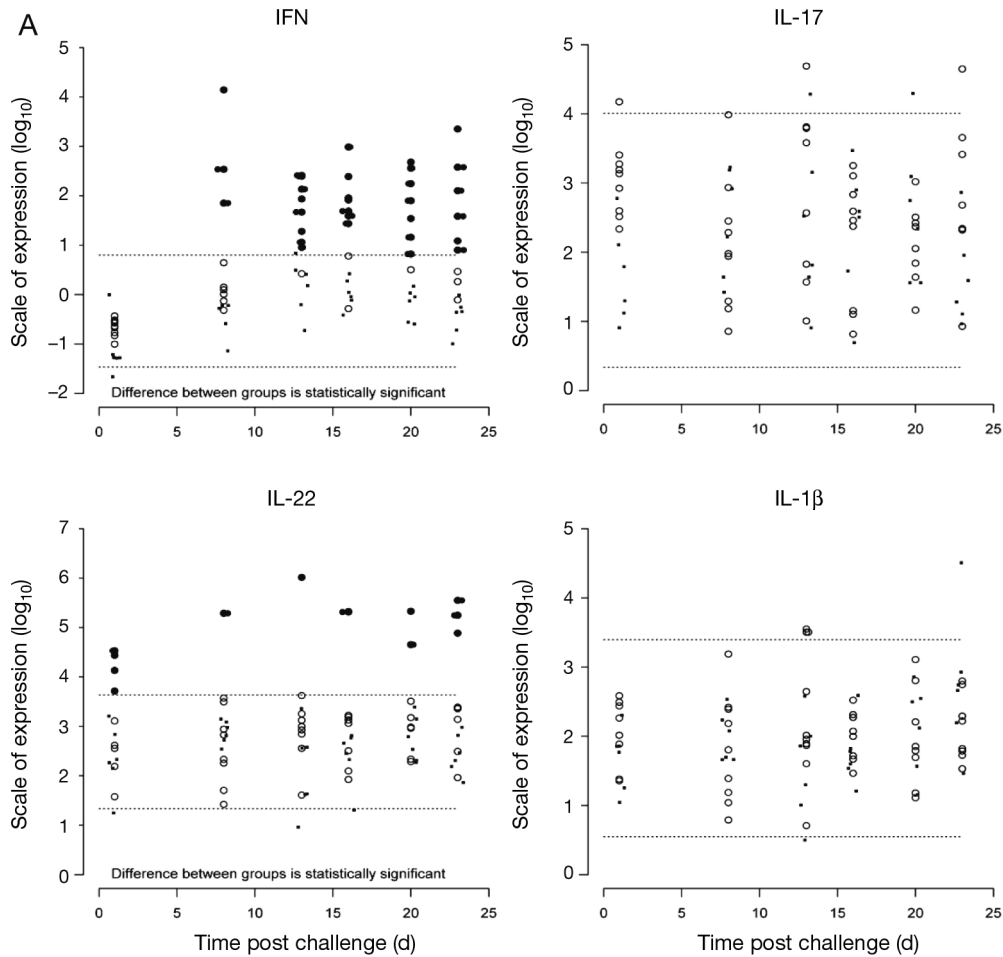 A
IFN
Scale of expression (log10)
5
4
3
2
1
0
−1
−2
Difference between groups is statistically significant
0 5 10 15 20 25
IL-17
Scale of expression (log10)
5
4
3
2
1
0
0 5 10 15 20 25
IL-22
Scale of expression (log10)
7
6
5
4
3
2
1
0
Difference between groups is statistically significant
0 5 10 15 20 25
Time post challenge (d)
IL-1β
Scale of expression (log10)
5
4
3
2
1
0
0 5 10 15 20 25
Time post challenge (d)